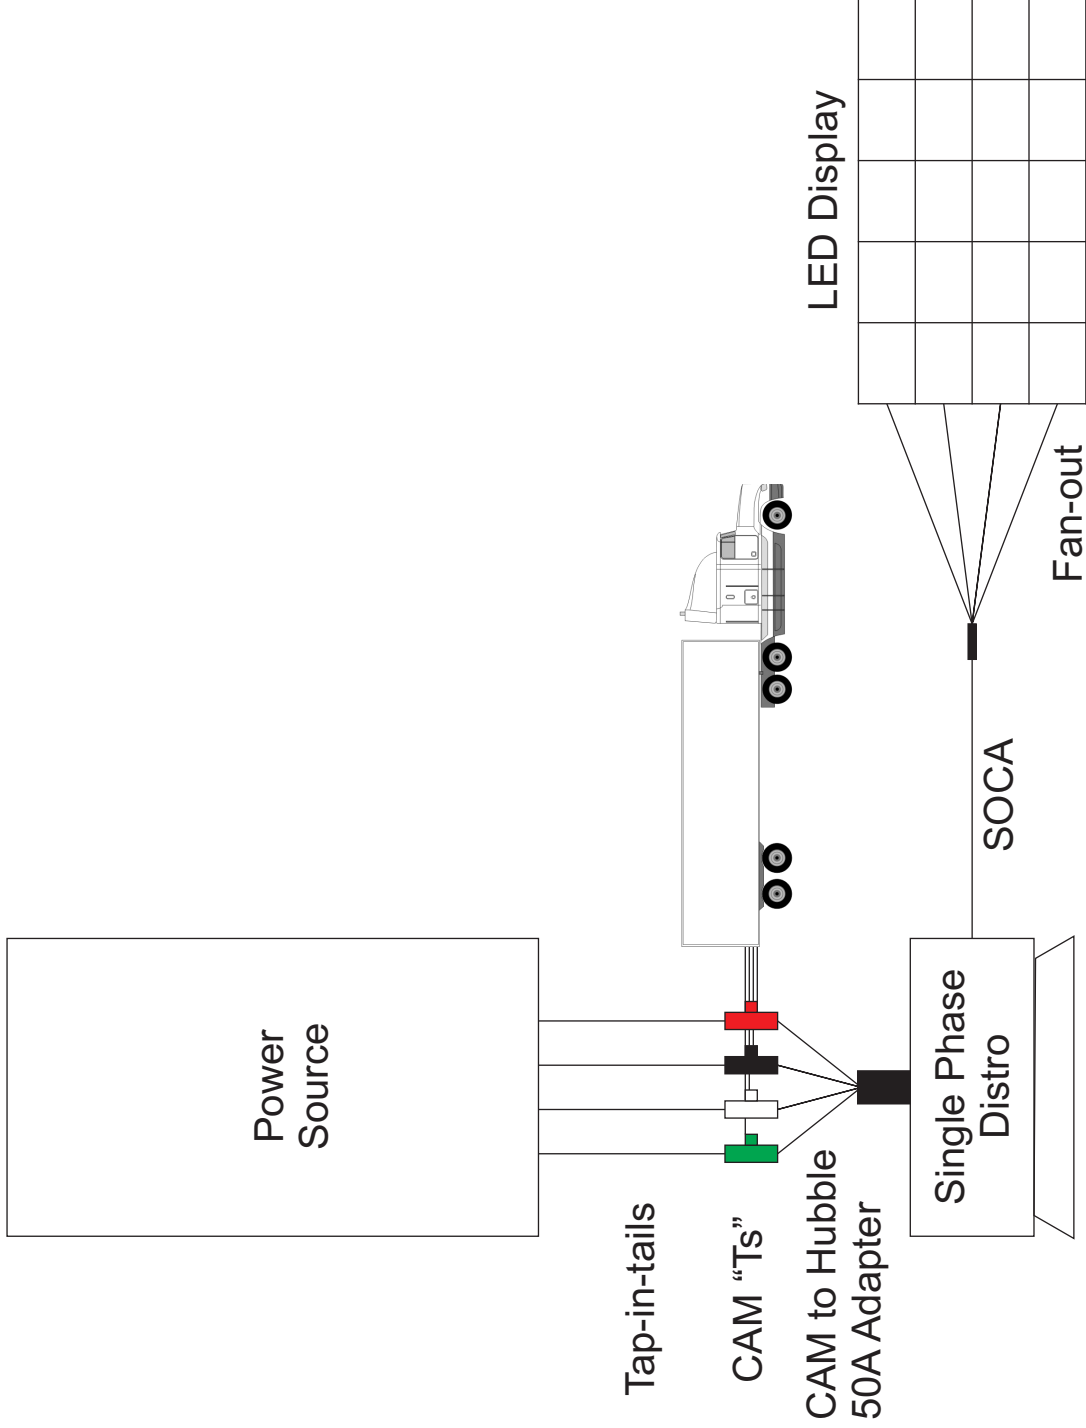 Power
Source
Tap-in-tails
CAM “Ts”
CAM to Hubble
50A Adapter
Single Phase
Distro
SOCA
Fan-out
LED Display